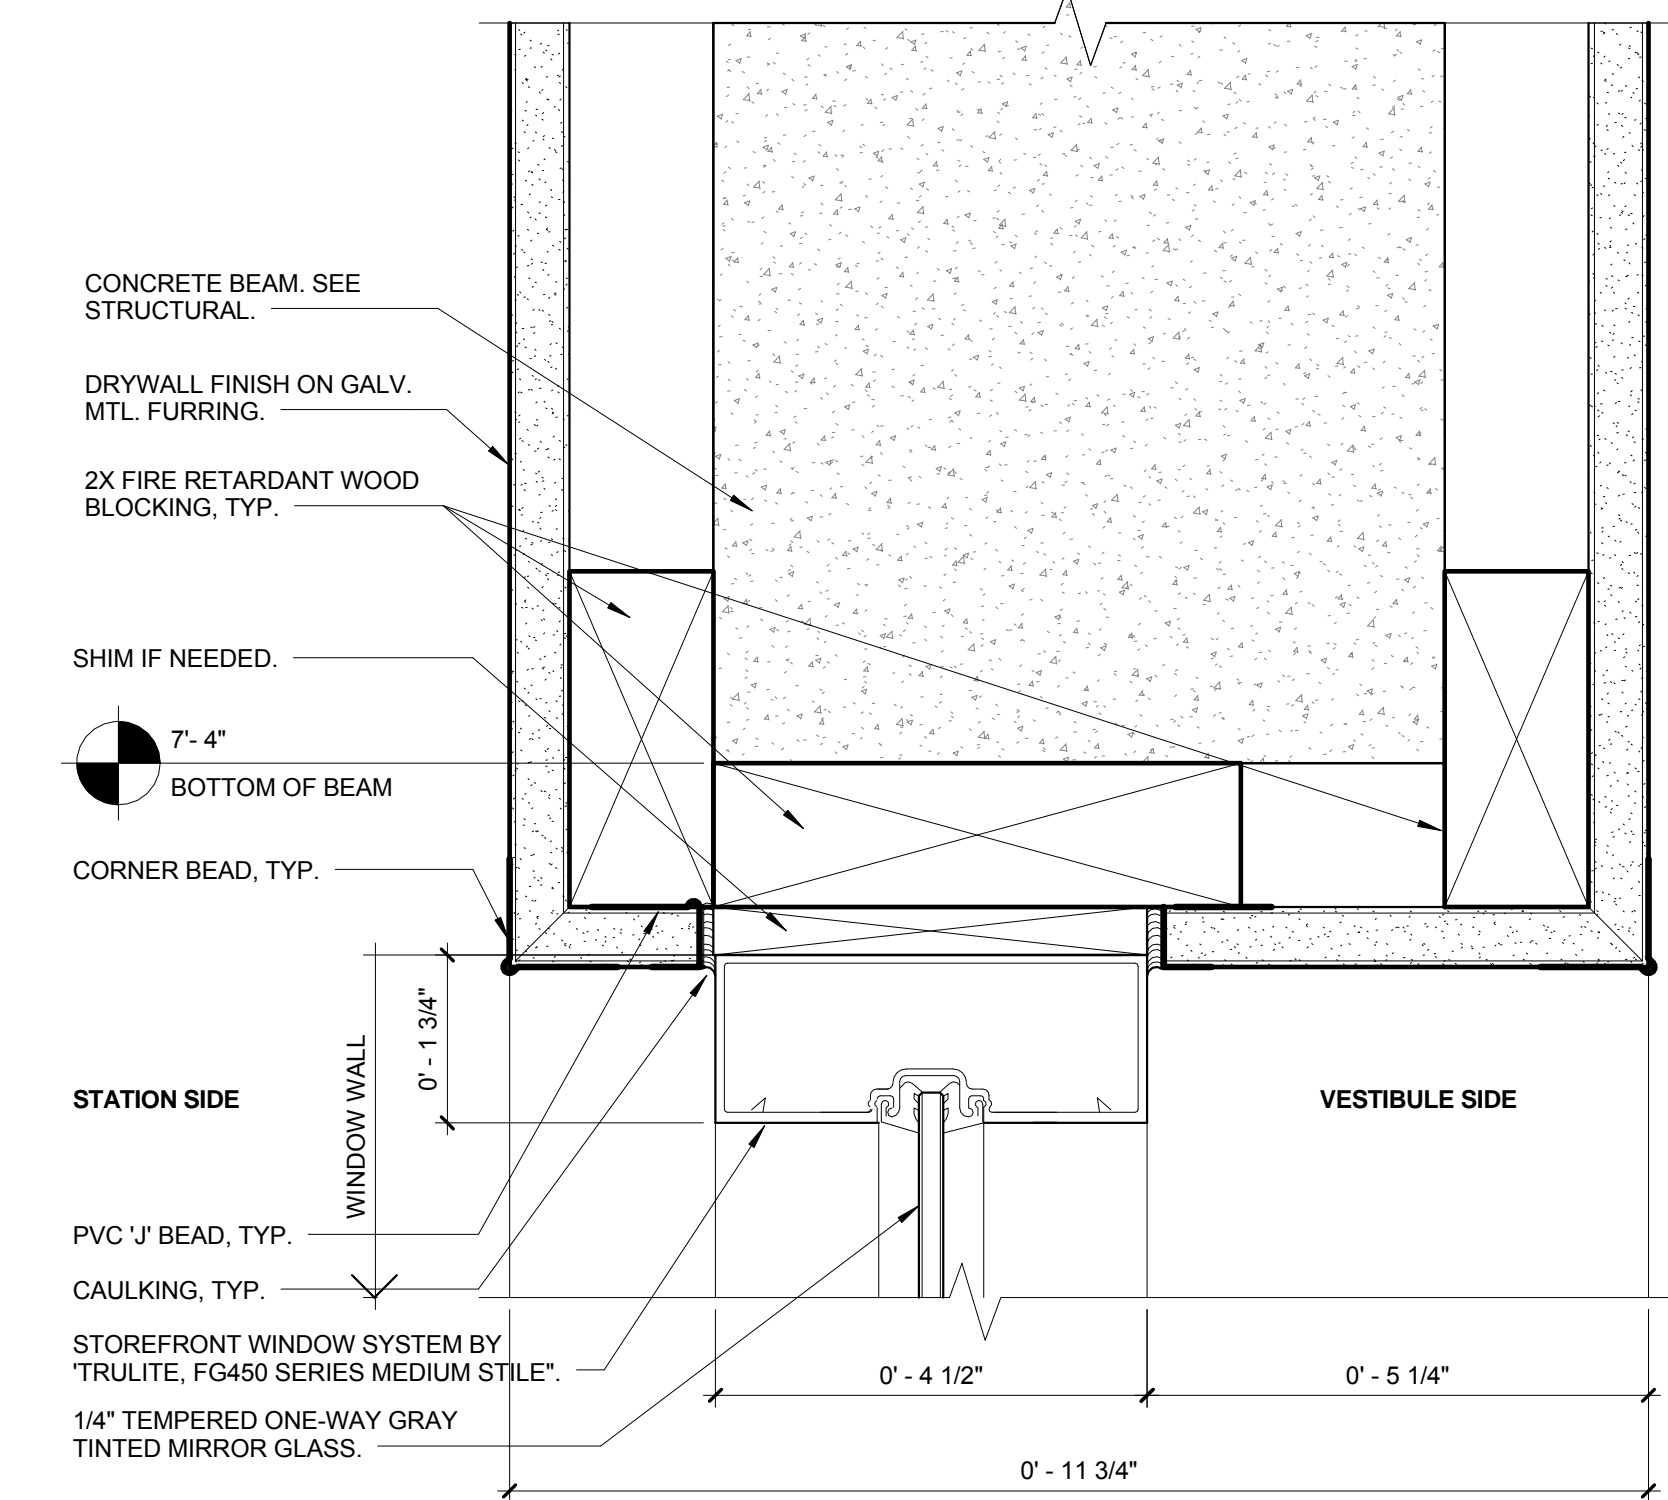 CONCRETE BEAM. SEE
STRUCTURAL.
DRYWALL FINISH ON GALV.
MTL. FURRING.
2X FIRE RETARDANT WOOD
BLOCKING, TYP.
SHIM IF NEEDED.
7'- 4"
BOTTOM OF BEAM
CORNER BEAD, TYP.
0' - 1 3/4"
WINDOW WALL
STATION SIDE
VESTIBULE SIDE
PVC 'J' BEAD, TYP.
CAULKING, TYP.
STOREFRONT WINDOW SYSTEM BY
'TRULITE, FG450 SERIES MEDIUM STILE".
1/4" TEMPERED ONE-WAY GRAY
TINTED MIRROR GLASS.
0' - 4 1/2"
0' - 5 1/4"
0' - 11 3/4"